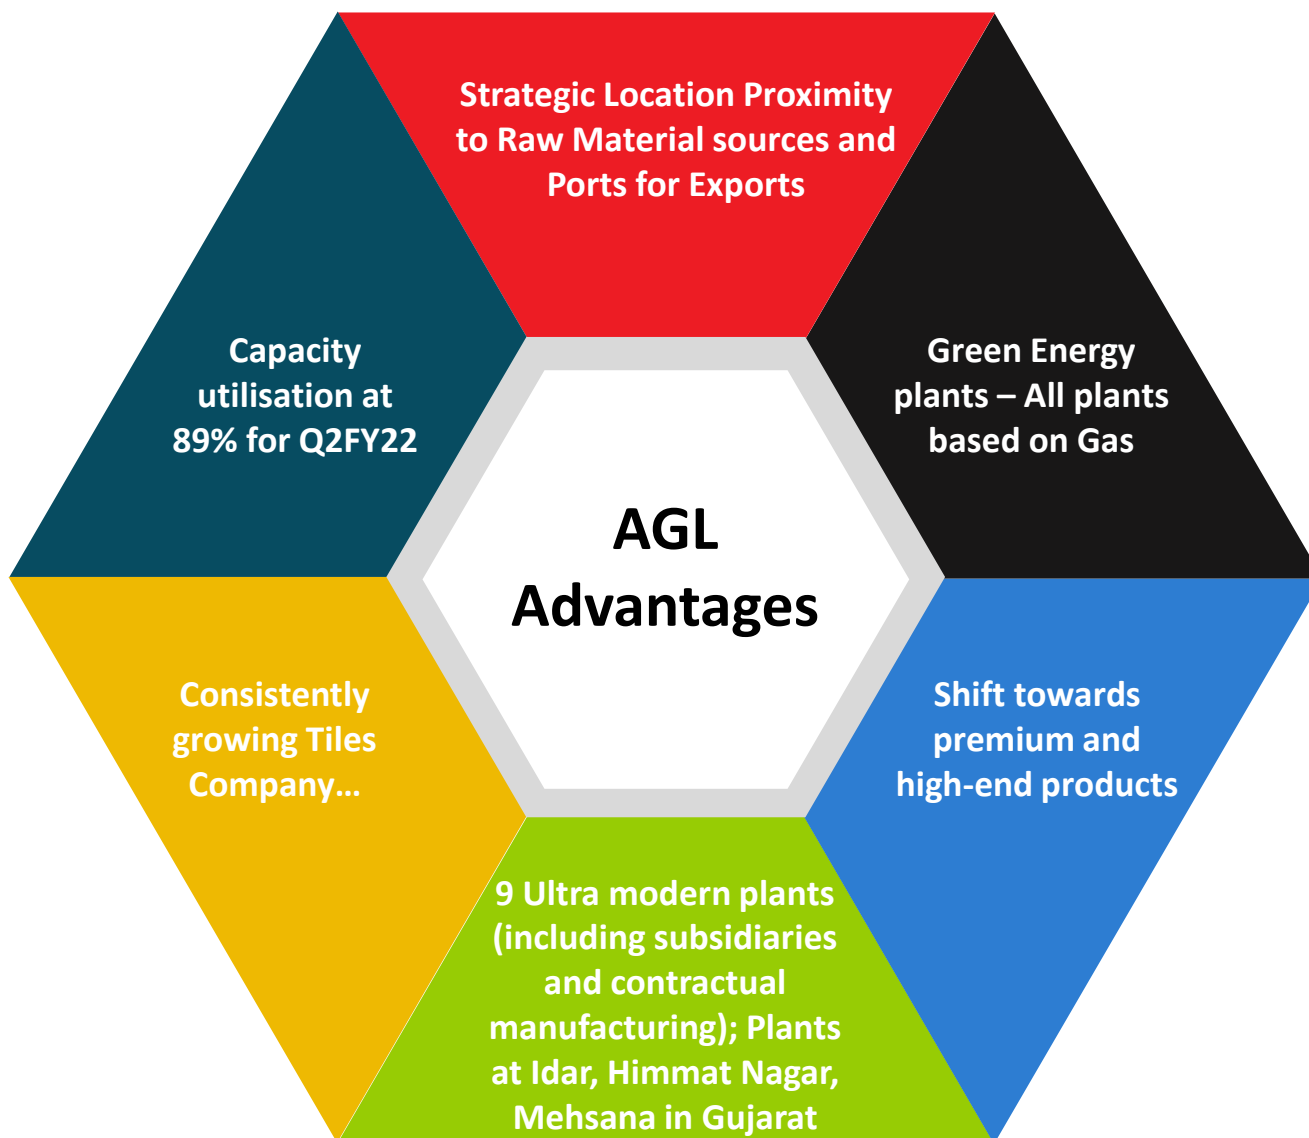 Strategic Location Proximity
to Raw Material sources and
Ports for Exports
Capacity
utilisation at
89% for Q2FY22
Green Energy
plants – All plants
based on Gas
AGL
Advantages
Consistently
growing Tiles
Company...
Shift towards
premium and
high-end products
9 Ultra modern plants
(including subsidiaries
and contractual
manufacturing); Plants
at Idar, Himmat Nagar,
Mehsana in Gujarat